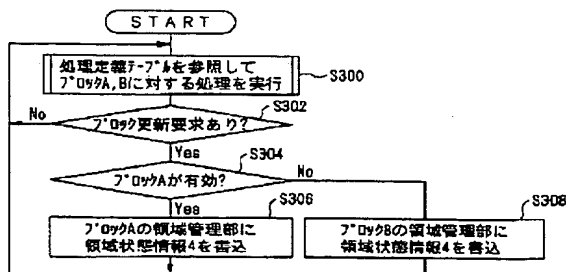 START
処理定義テーブルを参照して
ブロックA,Bに対する処理を実行
S300
S302
No
ブロック更新要求あり?
Yes
S304
ブロックAが有効?
No
Yes
S306
S308
ブロックAの領域管理部に
領域状態情報4を書込
ブロックBの領域管理部に
領域状態情報4を書込